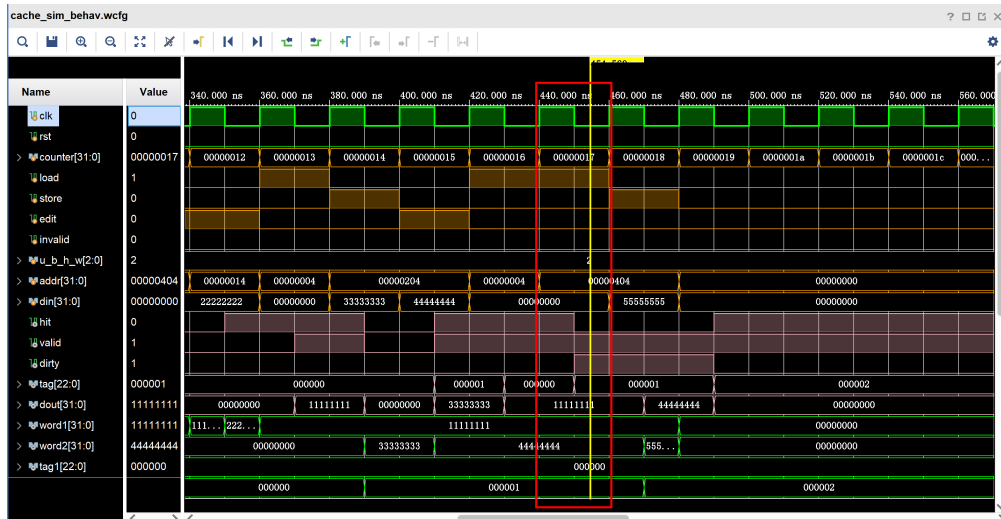 cache_sim_behav.wcfg
Name Value 340.000 ns 360.000 ns 380.000 ns 400.000 ns 420.000 ns 440.000 ns 460.000 ns 480.000 ns 500.000 ns 520.000 ns 540.000 ns 560.000
clk 0
rst 0
counter[31:0] 00000017 00000012 00000013 00000014 00000015 00000016 00000017 00000018 00000019 0000001a 0000001b 0000001c 000...
load 1
store 0
edit 0
invalid 0
u_b_h_w[2:0] 2 2
addr[31:0] 00000404 00000014 00000004 00000204 00000004 00000404 00000000
din[31:0] 00000000 22222222 00000000 33333333 44444444 00000000 55555555 00000000
hit 0
valid 1
dirty 1
tag[22:0] 000001 000000 000001 000000 000001 000002
dout[31:0] 11111111 00000000 11111111 00000000 33333333 11111111 44444444 00000000
word1[31:0] 11111111 111... 222... 11111111 00000000
word2[31:0] 44444444 00000000 33333333 44444444 555... 00000000
tag1[22:0] 000000 000000
000000 000001 000002